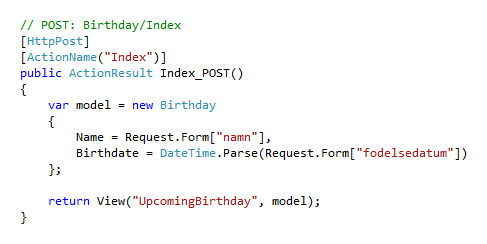 // POST: Birthday/Index
[HttpPost]
[ActionName("Index")]
public ActionResult Index_POST()
{
    var model = new Birthday
    {
        Name = Request.Form["namn"],
        Birthdate = DateTime.Parse(Request.Form["fodelsedatum"])
    };

    return View("UpcomingBirthday", model);
}